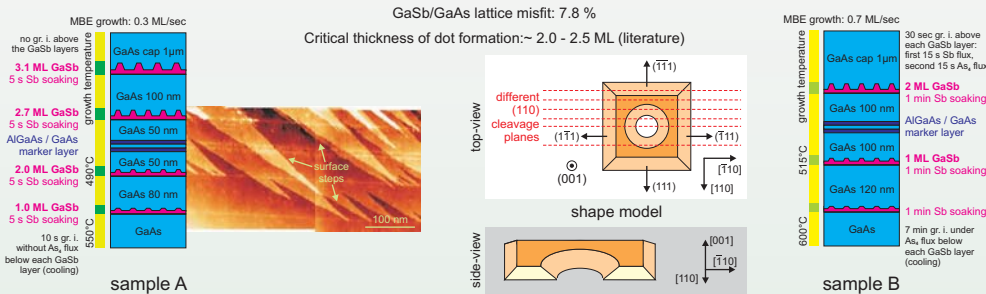 GaSb/GaAs lattice misfit: 7.8 %
Critical thickness of dot formation:~ 2.0 - 2.5 ML (literature)
MBE growth: 0.3 ML/sec
no gr. i. above
the GaSb layers
3.1 ML GaSb
5 s Sb soaking
2.7 ML GaSb
5 s Sb soaking
AlGaAs / GaAs
marker layer
2.0 ML GaSb
5 s Sb soaking
1.0 ML GaSb
5 s Sb soaking
10 s gr. i.
without As₄ flux
below each GaSb
layer (cooling)
growth temperature
490°C
550°C
GaAs cap 1µm
GaAs 100 nm
GaAs 50 nm
GaAs 50 nm
GaAs 80 nm
GaAs
sample A
surface
steps
100 nm
top-view
different
(110)
cleavage
planes
(1̅1̅1)
(11̅1)
(1̅11)
(111)
(001)
[1̅10]
[110]
shape model
side-view
[001]
[1̅10]
[110]
MBE growth: 0.7 ML/sec
growth temperature
515°C
600°C
GaAs cap 1µm
GaAs 100 nm
GaAs 100 nm
GaAs 120 nm
GaAs
30 sec gr. i. above
each GaSb layer:
first 15 s Sb flux,
second 15 s As₄ flux
2 ML GaSb
1 min Sb soaking
AlGaAs / GaAs
marker layer
1 ML GaSb
1 min Sb soaking
1 min Sb soaking
7 min gr. i. under
As₄ flux below
each GaSb layer
(cooling)
sample B